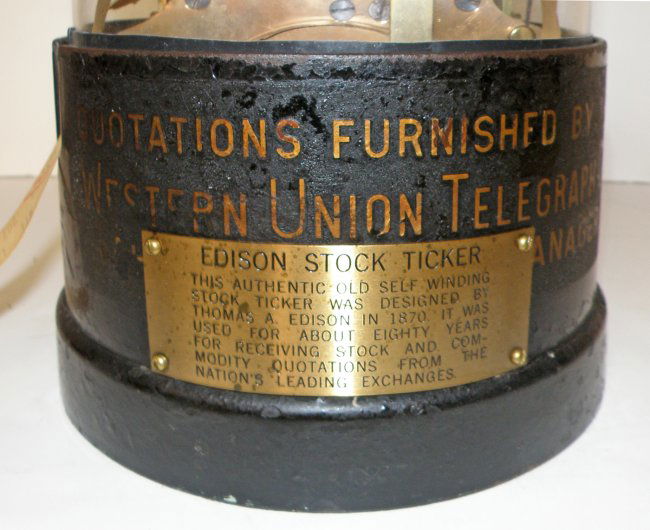 QUOTATIONS FURNISHED BY
WESTERN UNION TELEGRAPH
EDISON STOCK TICKER
THIS AUTHENTIC OLD SELF WINDING
STOCK TICKER WAS DESIGNED BY
THOMAS A. EDISON IN 1870. IT WAS
USED FOR ABOUT EIGHTY YEARS
FOR RECEIVING STOCK AND COM-
MODITY QUOTATIONS FROM THE
NATION'S LEADING EXCHANGES.